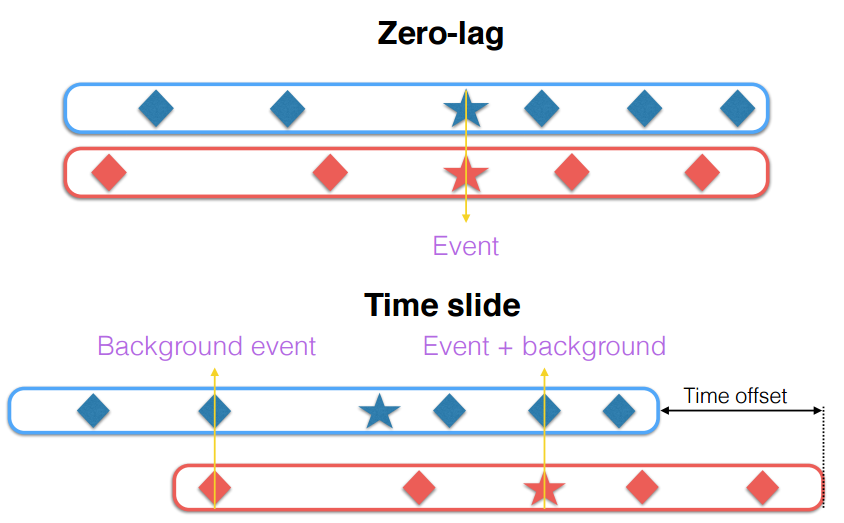 Zero-lag
Event
Time slide
Background event
Event + background
Time offset